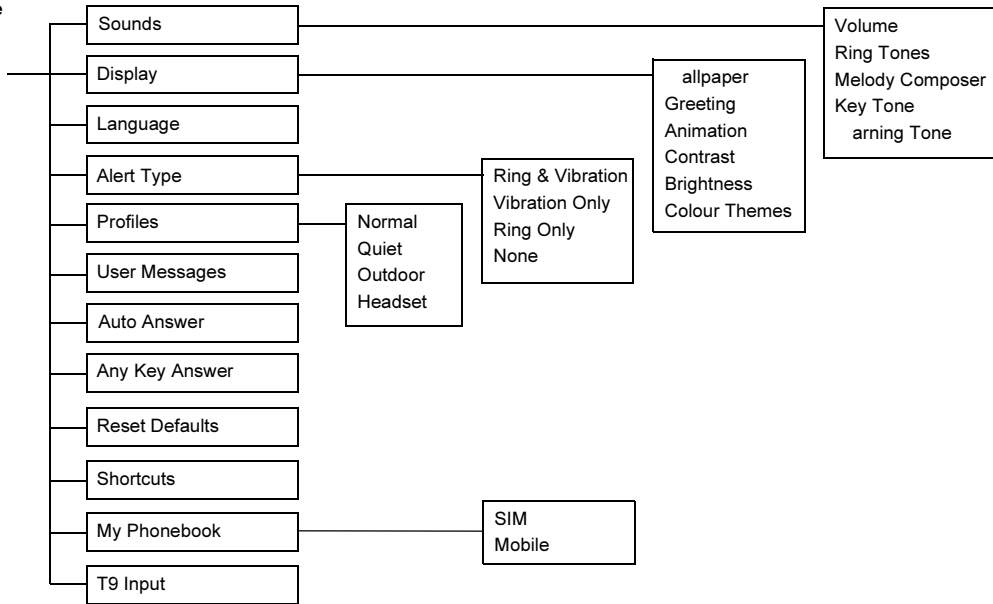 e
Sounds
Display
Language
Alert Type
Profiles
User Messages
Auto Answer
Any Key Answer
Reset Defaults
Shortcuts
My Phonebook
T9 Input
Normal
Quiet
Outdoor
Headset
Ring & Vibration
Vibration Only
Ring Only
None
SIM
Mobile
allpaper
Greeting
Animation
Contrast
Brightness
Colour Themes
Volume
Ring Tones
Melody Composer
Key Tone
arning Tone